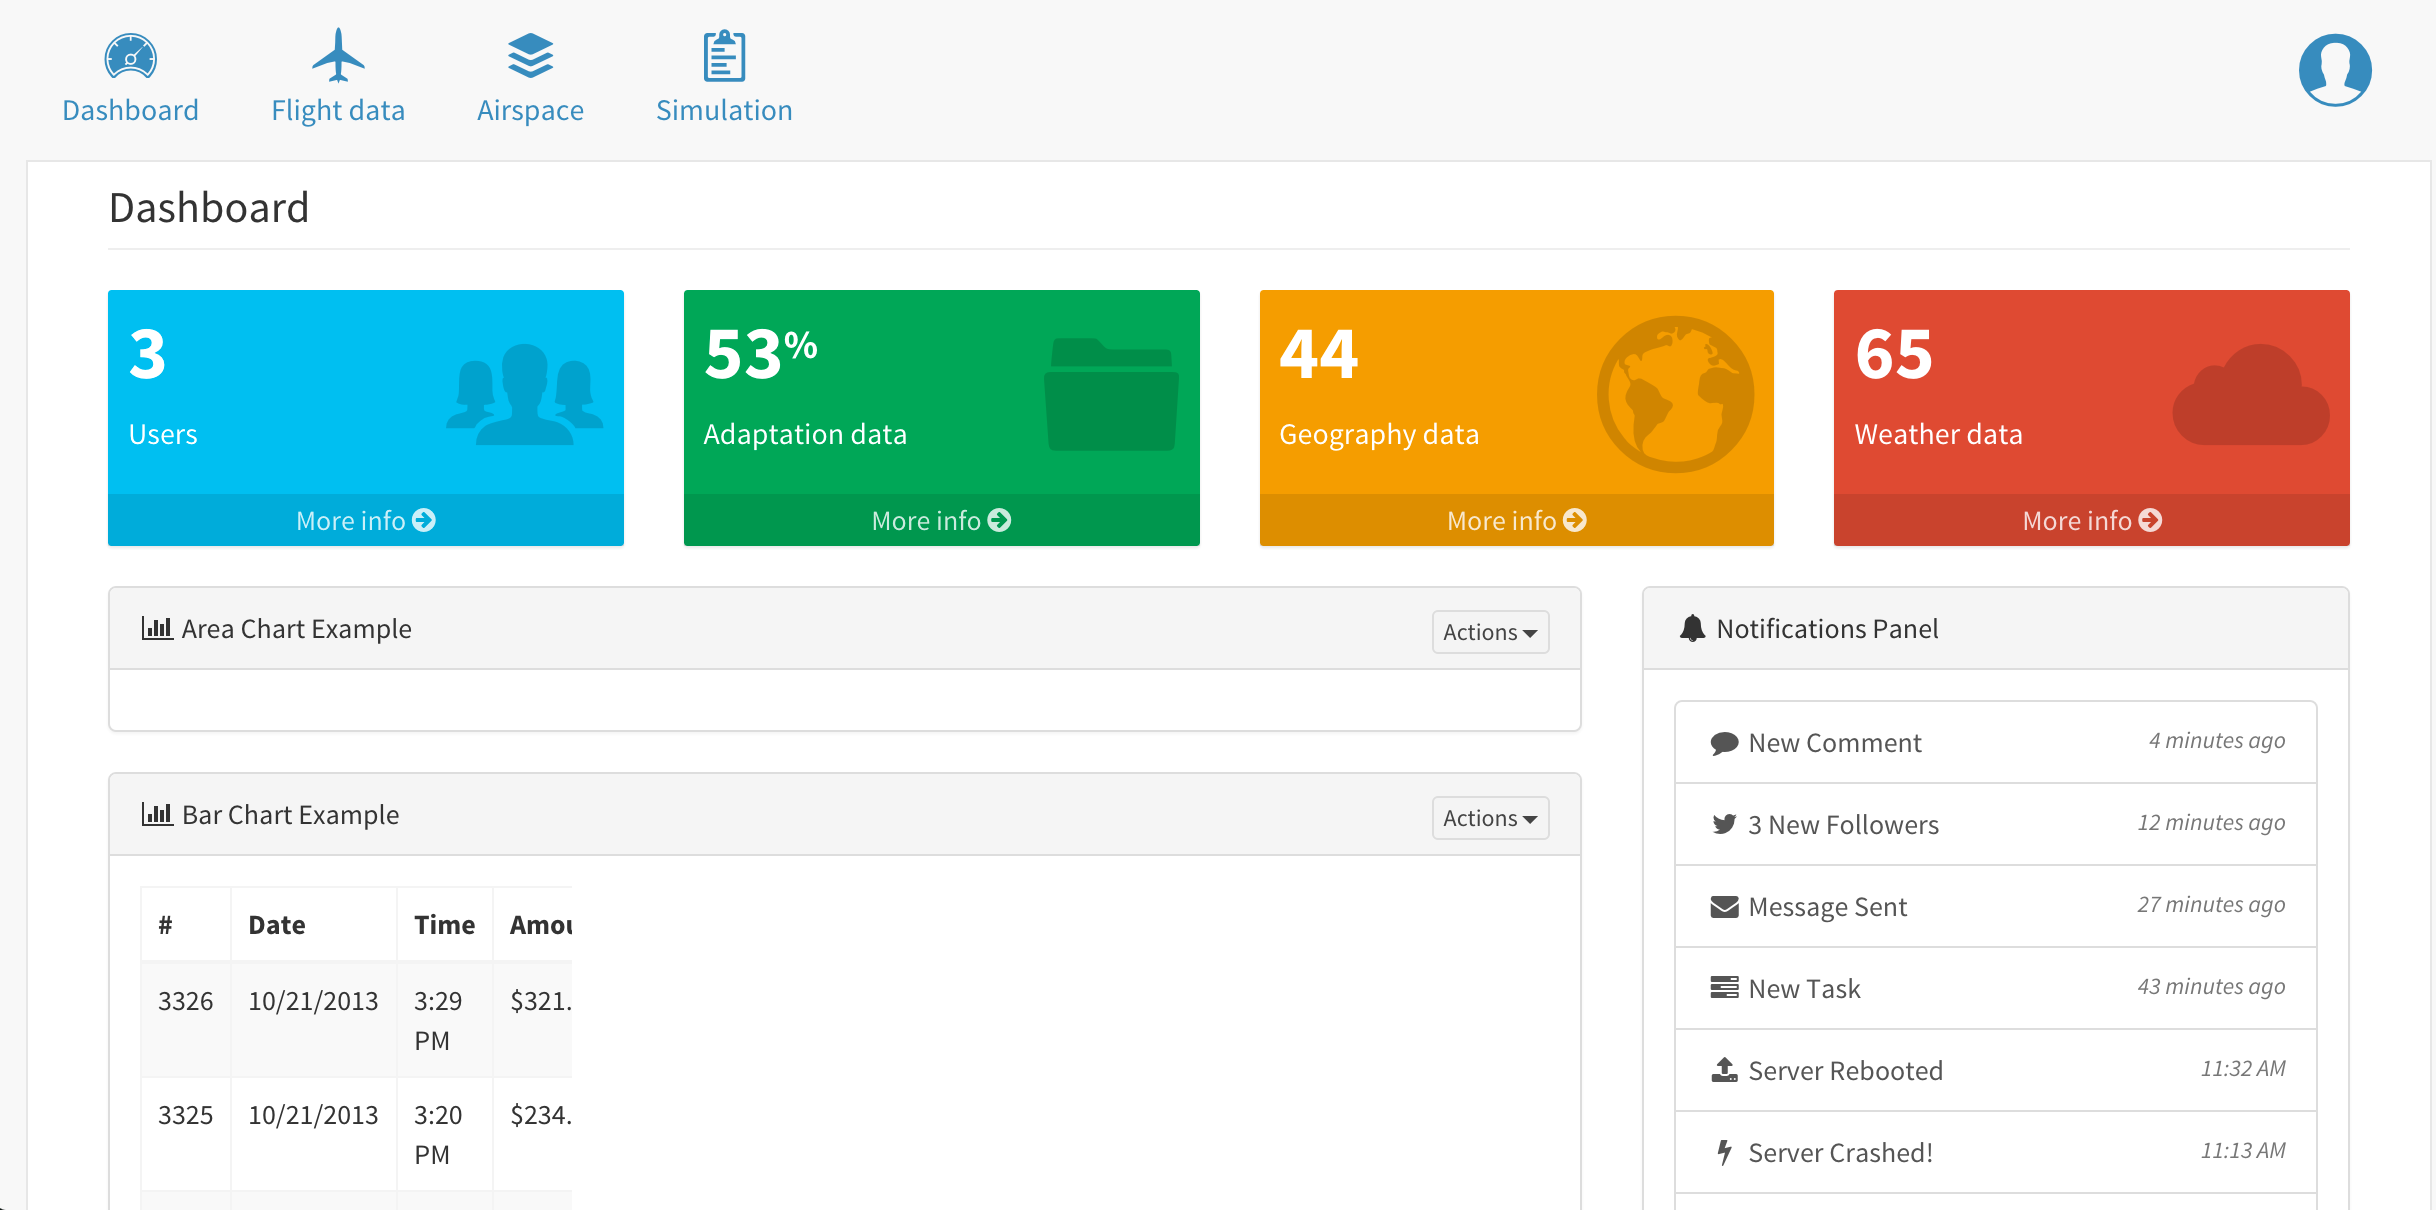 Dashboard
Flight data
Airspace
Simulation
Dashboard
3
Users
More info
53%
Adaptation data
More info
44
Geography data
More info
65
Weather data
More info
Area Chart Example
Actions
Bar Chart Example
Actions
# Date Time Amou
3326 10/21/2013 3:29 $321.
PM
3325 10/21/2013 3:20 $234.
PM
Notifications Panel
New Comment 4 minutes ago
3 New Followers 12 minutes ago
Message Sent 27 minutes ago
New Task 43 minutes ago
Server Rebooted 11:32 AM
Server Crashed! 11:13 AM